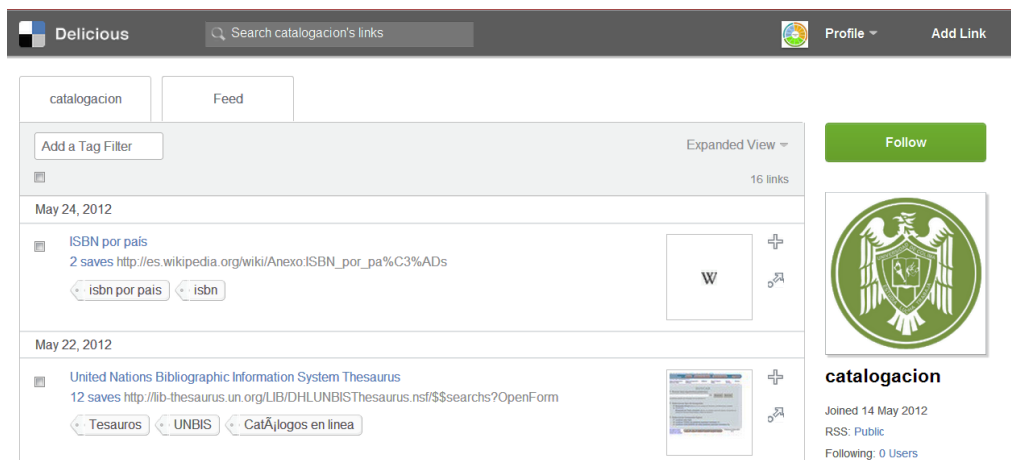 Delicious
Search catalogacion's links
Profile
Add Link
catalogacion
Feed
Add a Tag Filter
Expanded View
16 links
May 24, 2012
ISBN por país
2 saves http://es.wikipedia.org/wiki/Anexo:ISBN_por_pa%C3%ADs
isbn por pais
isbn
W
May 22, 2012
United Nations Bibliographic Information System Thesaurus
12 saves http://lib-thesaurus.un.org/LIB/DHLUNBISThesaurus.nsf/$$searchs?OpenForm
Tesauros
UNBIS
CatÃ¡logos en linea
Follow
catalogacion
Joined 14 May 2012
RSS: Public
Following: 0 Users